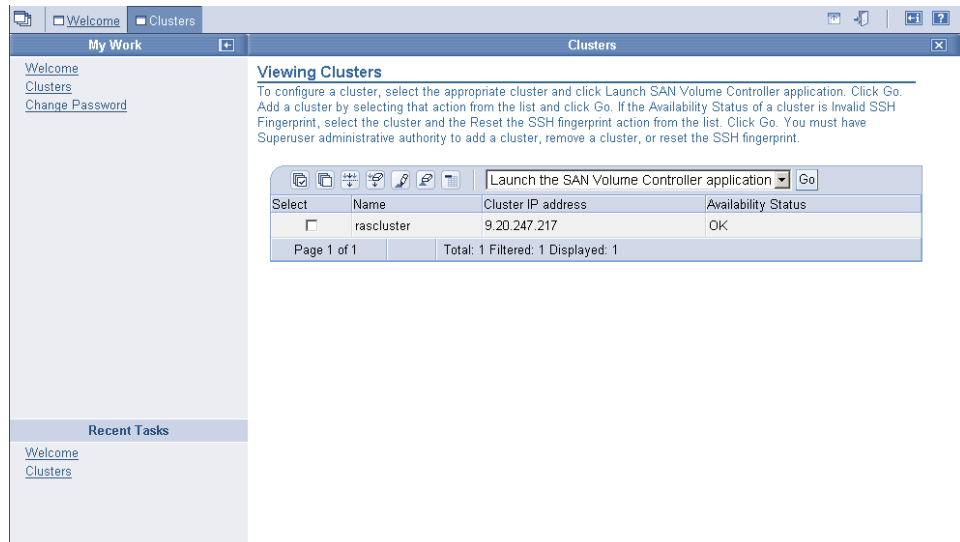 Welcome
Clusters
My Work
Clusters
Welcome
Clusters
Change Password
Viewing Clusters
To configure a cluster, select the appropriate cluster and click Launch SAN Volume Controller application. Click Go.
Add a cluster by selecting that action from the list and click Go. If the Availability Status of a cluster is Invalid SSH
Fingerprint, select the cluster and the Reset the SSH fingerprint action from the list. Click Go. You must have
Superuser administrative authority to add a cluster, remove a cluster, or reset the SSH fingerprint.
Launch the SAN Volume Controller application Go
Select Name Cluster IP address Availability Status
rascluster 9.20.247.217 OK
Page 1 of 1 Total: 1 Filtered: 1 Displayed: 1
Recent Tasks
Welcome
Clusters